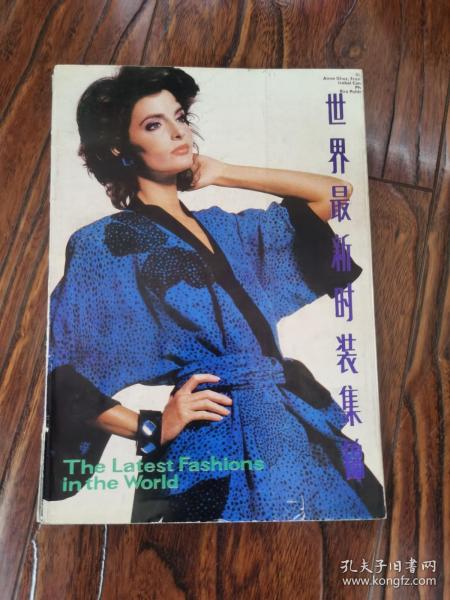 世界最新时装集锦
The Latest Fashions
in the World
孔夫子旧书网
www.kongfz.com